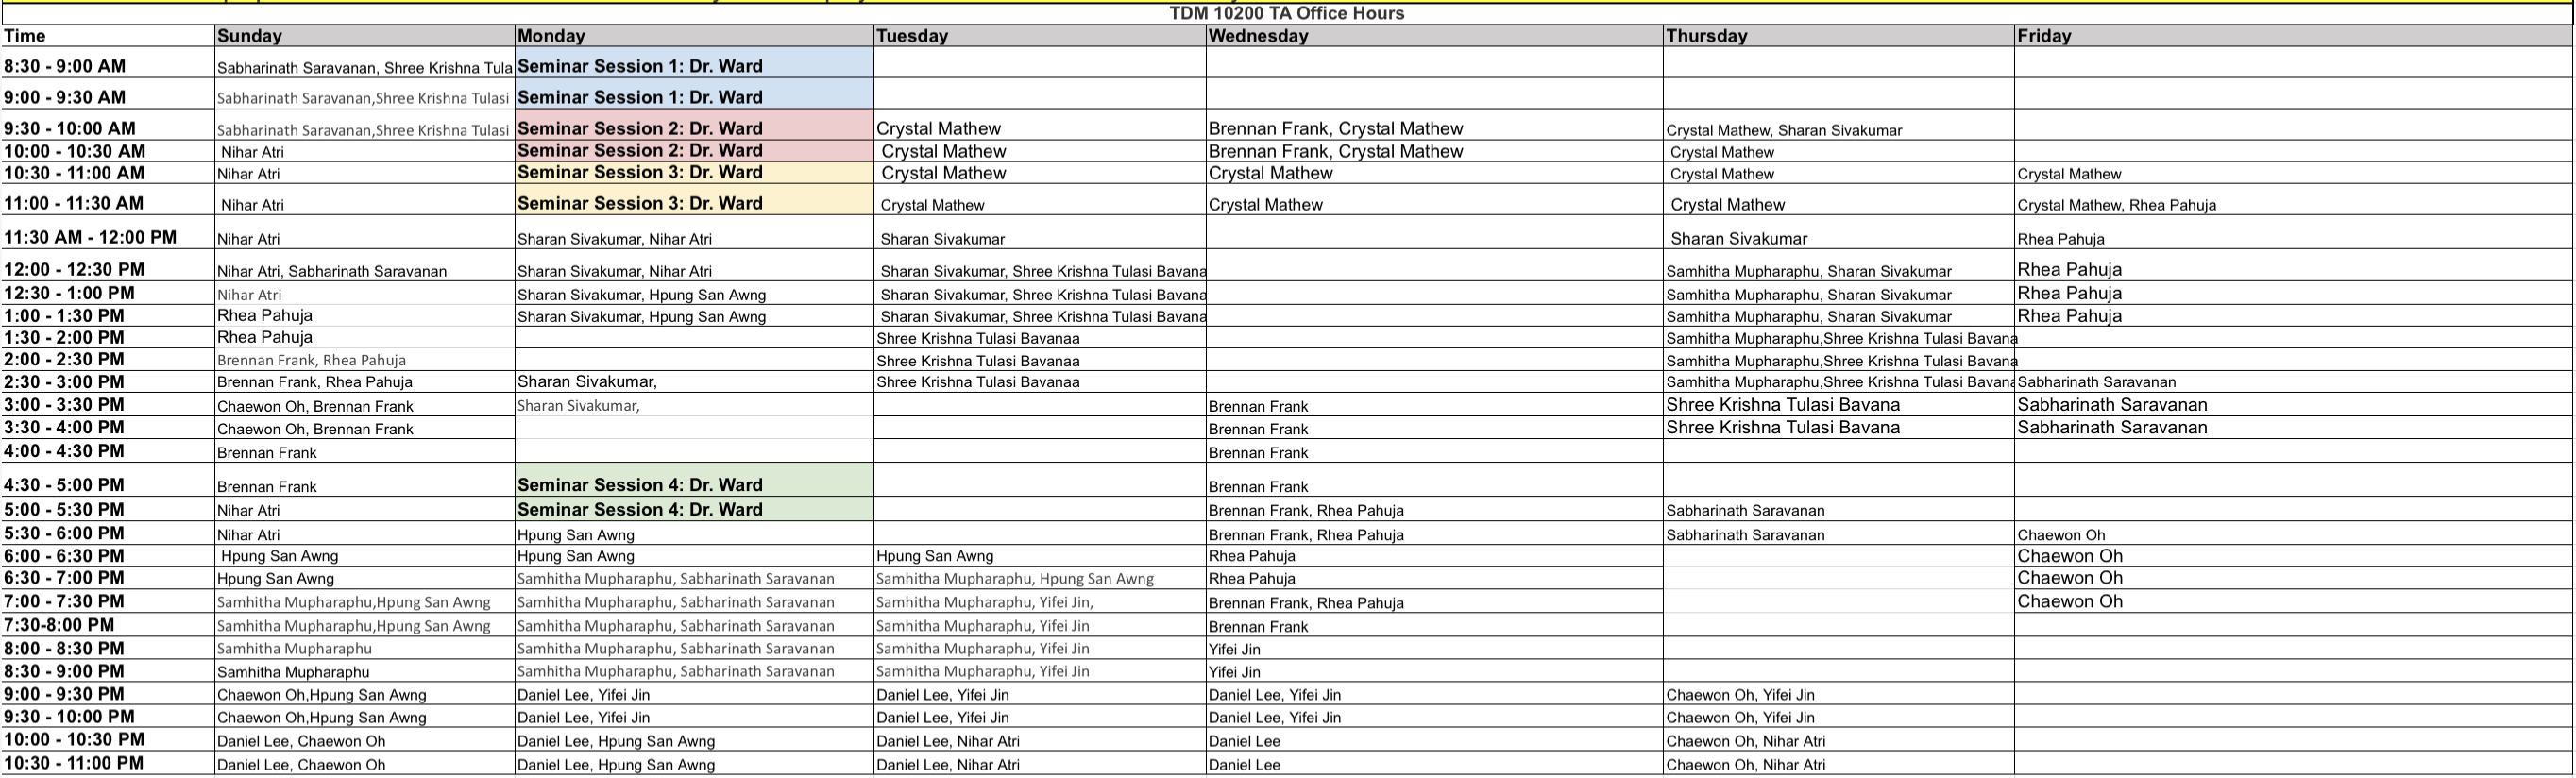 TDM 10200 TA Office Hours
Time Sunday Monday Tuesday Wednesday Thursday Friday
8:30 - 9:00 AM Sabharinath Saravanan, Shree Krishna Tula Seminar Session 1: Dr. Ward
9:00 - 9:30 AM Sabharinath Saravanan,Shree Krishna Tulasi Seminar Session 1: Dr. Ward
9:30 - 10:00 AM Sabharinath Saravanan,Shree Krishna Tulasi Seminar Session 2: Dr. Ward Crystal Mathew Brennan Frank, Crystal Mathew Crystal Mathew, Sharan Sivakumar
10:00 - 10:30 AM Nihar Atri Seminar Session 2: Dr. Ward Crystal Mathew Brennan Frank, Crystal Mathew Crystal Mathew
10:30 - 11:00 AM Nihar Atri Seminar Session 3: Dr. Ward Crystal Mathew Crystal Mathew Crystal Mathew Crystal Mathew
11:00 - 11:30 AM Nihar Atri Seminar Session 3: Dr. Ward Crystal Mathew Crystal Mathew Crystal Mathew Crystal Mathew, Rhea Pahuja
11:30 AM - 12:00 PM Nihar Atri Sharan Sivakumar, Nihar Atri Sharan Sivakumar Sharan Sivakumar Rhea Pahuja
12:00 - 12:30 PM Nihar Atri, Sabharinath Saravanan Sharan Sivakumar, Nihar Atri Sharan Sivakumar, Shree Krishna Tulasi Bavana Samhitha Mupharaphu, Sharan Sivakumar Rhea Pahuja
12:30 - 1:00 PM Nihar Atri Sharan Sivakumar, Hpung San Awng Sharan Sivakumar, Shree Krishna Tulasi Bavana Samhitha Mupharaphu, Sharan Sivakumar Rhea Pahuja
1:00 - 1:30 PM Rhea Pahuja Sharan Sivakumar, Hpung San Awng Sharan Sivakumar, Shree Krishna Tulasi Bavana Samhitha Mupharaphu, Sharan Sivakumar Rhea Pahuja
1:30 - 2:00 PM Rhea Pahuja Shree Krishna Tulasi Bavanaa Samhitha Mupharaphu,Shree Krishna Tulasi Bavana
2:00 - 2:30 PM Brennan Frank, Rhea Pahuja Shree Krishna Tulasi Bavanaa Samhitha Mupharaphu,Shree Krishna Tulasi Bavana
2:30 - 3:00 PM Brennan Frank, Rhea Pahuja Sharan Sivakumar, Shree Krishna Tulasi Bavanaa Samhitha Mupharaphu,Shree Krishna Tulasi Bavana Sabharinath Saravanan
3:00 - 3:30 PM Chaewon Oh, Brennan Frank Sharan Sivakumar, Brennan Frank Shree Krishna Tulasi Bavana Sabharinath Saravanan
3:30 - 4:00 PM Chaewon Oh, Brennan Frank Brennan Frank Shree Krishna Tulasi Bavana Sabharinath Saravanan
4:00 - 4:30 PM Brennan Frank Brennan Frank
4:30 - 5:00 PM Brennan Frank Seminar Session 4: Dr. Ward Brennan Frank
5:00 - 5:30 PM Nihar Atri Seminar Session 4: Dr. Ward Brennan Frank, Rhea Pahuja Sabharinath Saravanan
5:30 - 6:00 PM Nihar Atri Hpung San Awng Brennan Frank, Rhea Pahuja Sabharinath Saravanan Chaewon Oh
6:00 - 6:30 PM Hpung San Awng Hpung San Awng Hpung San Awng Rhea Pahuja Chaewon Oh
6:30 - 7:00 PM Hpung San Awng Samhitha Mupharaphu, Sabharinath Saravanan Samhitha Mupharaphu, Hpung San Awng Rhea Pahuja Chaewon Oh
7:00 - 7:30 PM Samhitha Mupharaphu,Hpung San Awng Samhitha Mupharaphu, Sabharinath Saravanan Samhitha Mupharaphu, Yifei Jin, Brennan Frank, Rhea Pahuja Chaewon Oh
7:30-8:00 PM Samhitha Mupharaphu,Hpung San Awng Samhitha Mupharaphu, Sabharinath Saravanan Samhitha Mupharaphu, Yifei Jin Brennan Frank
8:00 - 8:30 PM Samhitha Mupharaphu Samhitha Mupharaphu, Sabharinath Saravanan Samhitha Mupharaphu, Yifei Jin Yifei Jin
8:30 - 9:00 PM Samhitha Mupharaphu Samhitha Mupharaphu, Sabharinath Saravanan Samhitha Mupharaphu, Yifei Jin Yifei Jin
9:00 - 9:30 PM Chaewon Oh,Hpung San Awng Daniel Lee, Yifei Jin Daniel Lee, Yifei Jin Daniel Lee, Yifei Jin Chaewon Oh, Yifei Jin
9:30 - 10:00 PM Chaewon Oh,Hpung San Awng Daniel Lee, Yifei Jin Daniel Lee, Yifei Jin Daniel Lee, Yifei Jin Chaewon Oh, Yifei Jin
10:00 - 10:30 PM Daniel Lee, Chaewon Oh Daniel Lee, Hpung San Awng Daniel Lee, Nihar Atri Daniel Lee Chaewon Oh, Nihar Atri
10:30 - 11:00 PM Daniel Lee, Chaewon Oh Daniel Lee, Hpung San Awng Daniel Lee, Nihar Atri Daniel Lee Chaewon Oh, Nihar Atri